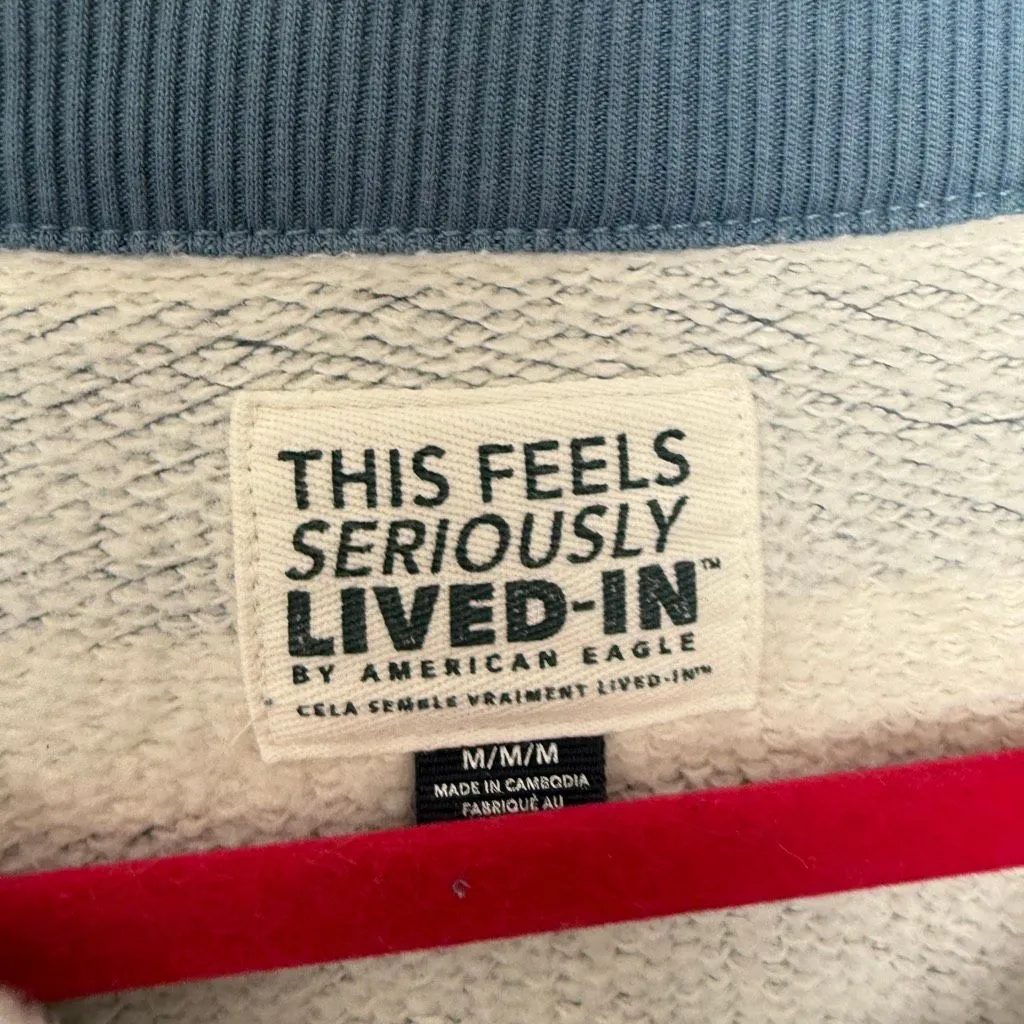 THIS FEELS
SERIOUSLY
LIVED-IN™
BY AMERICAN EAGLE
CELA SEMBLE VRAIMENT LIVED-IN™
M/M/M
MADE IN CAMBODIA
FABRIQUÉ AU